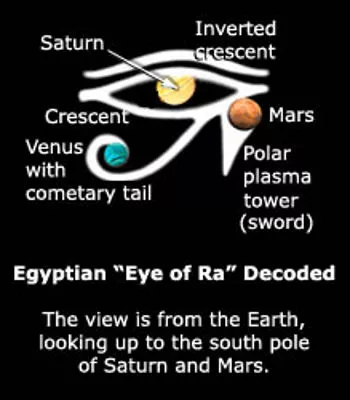 Saturn
Inverted
crescent
Crescent
Mars
Venus
with
cometary tail
Polar
plasma
tower
(sword)
Egyptian “Eye of Ra” Decoded
The view is from the Earth,
looking up to the south pole
of Saturn and Mars.